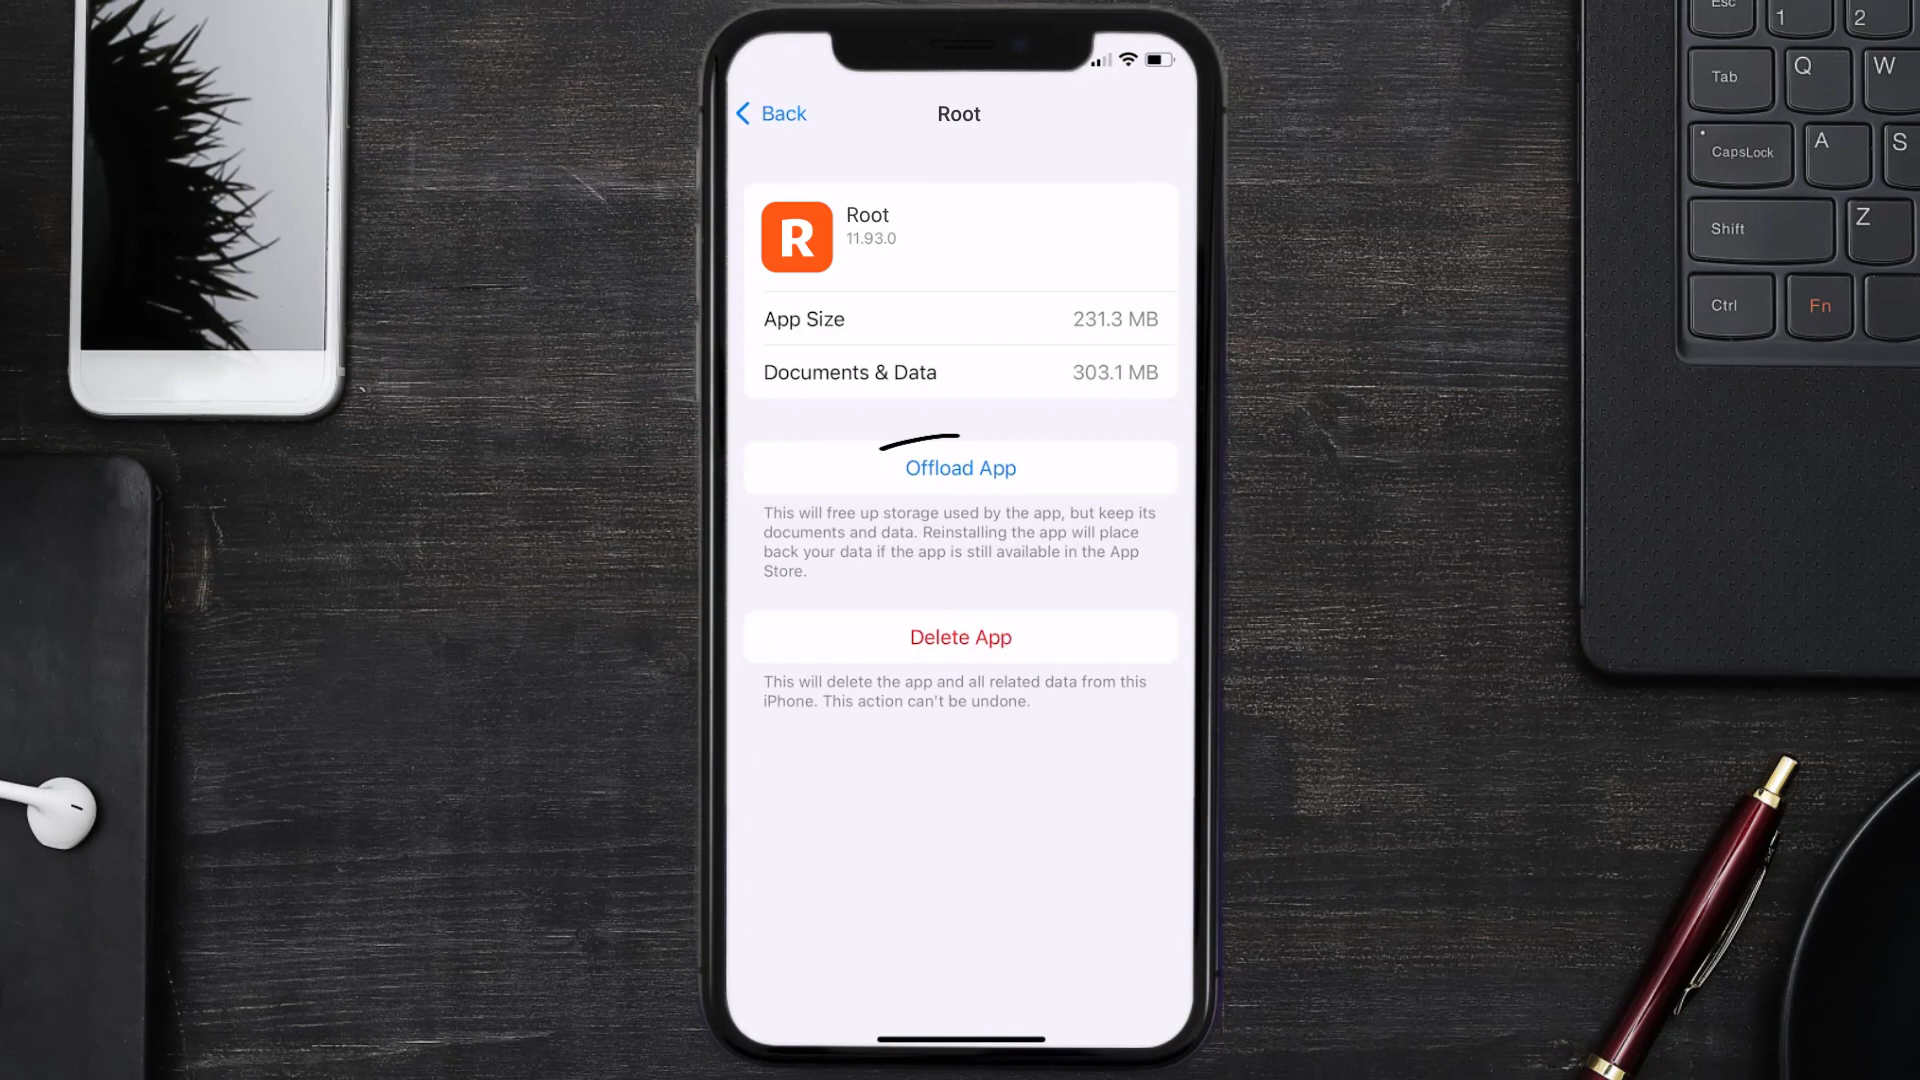 Back
Root
R
Root
11.93.0
App Size 231.3 MB
Documents & Data 303.1 MB
Offload App
This will free up storage used by the app, but keep its
documents and data. Reinstalling the app will place
back your data if the app is still available in the App
Store.
Delete App
This will delete the app and all related data from this
iPhone. This action can't be undone.
Esc 1 2
Tab Q W
CapsLock A S
Shift Z
Ctrl Fn